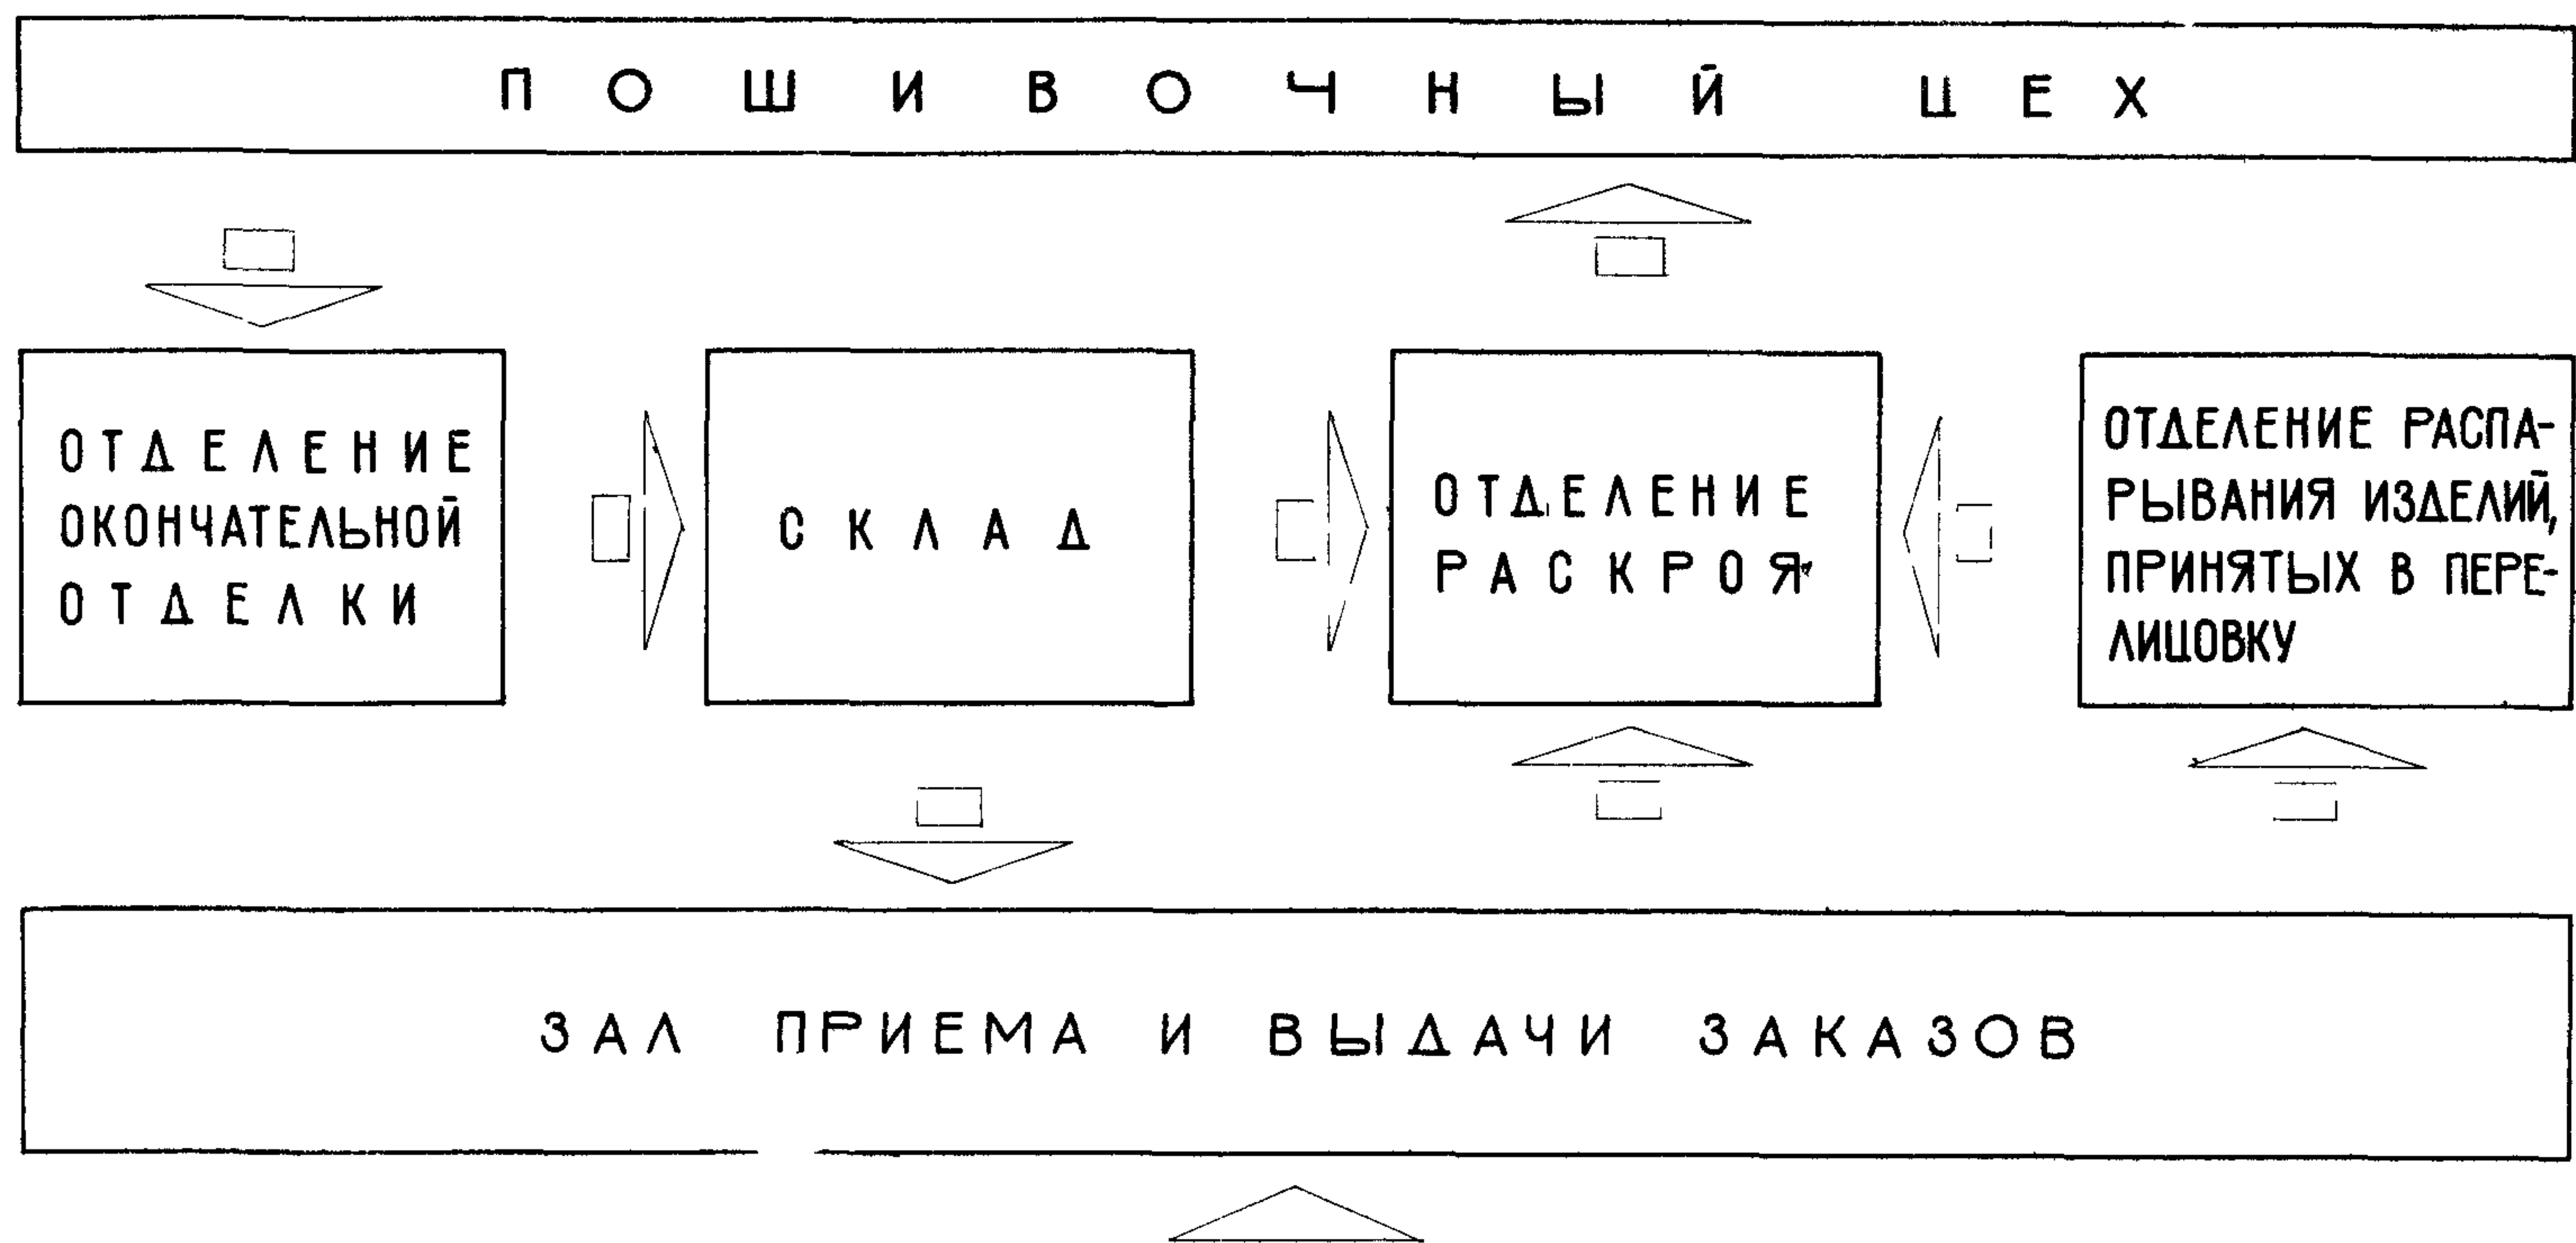 ПОШИВОЧНЫЙ ЦЕХ
ОТДЕЛЕНИЕ
ОКОНЧАТЕЛЬНОЙ
ОТДЕЛКИ
СКЛАД
ОТДЕЛЕНИЕ
РАСКРОЯ
ОТДЕЛЕНИЕ РАСПА-
РЫВАНИЯ ИЗДЕЛИЙ,
ПРИНЯТЫХ В ПЕРЕ-
ЛИЦОВКУ
ЗАЛ ПРИЕМА И ВЫДАЧИ ЗАКАЗОВ